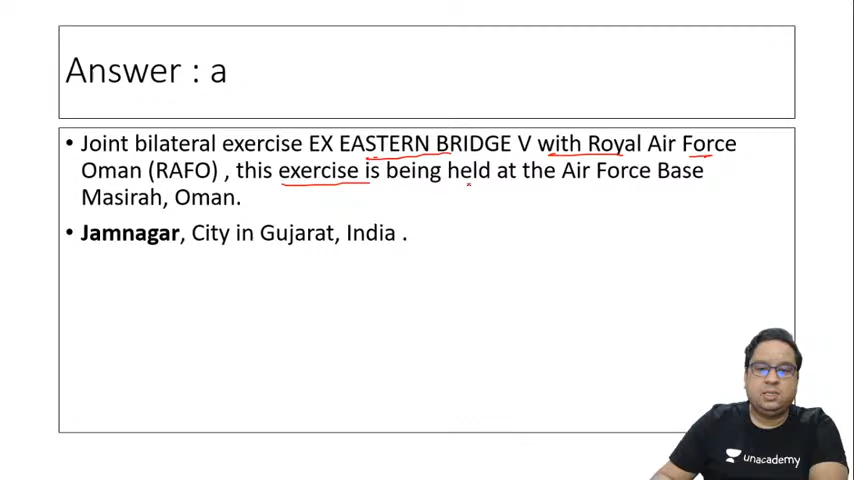 Answer : a
• Joint bilateral exercise EX EASTERN BRIDGE V with Royal Air Force
Oman (RAFO) , this exercise is being held at the Air Force Base
Masirah, Oman.
• Jamnagar, City in Gujarat, India .
unacademy